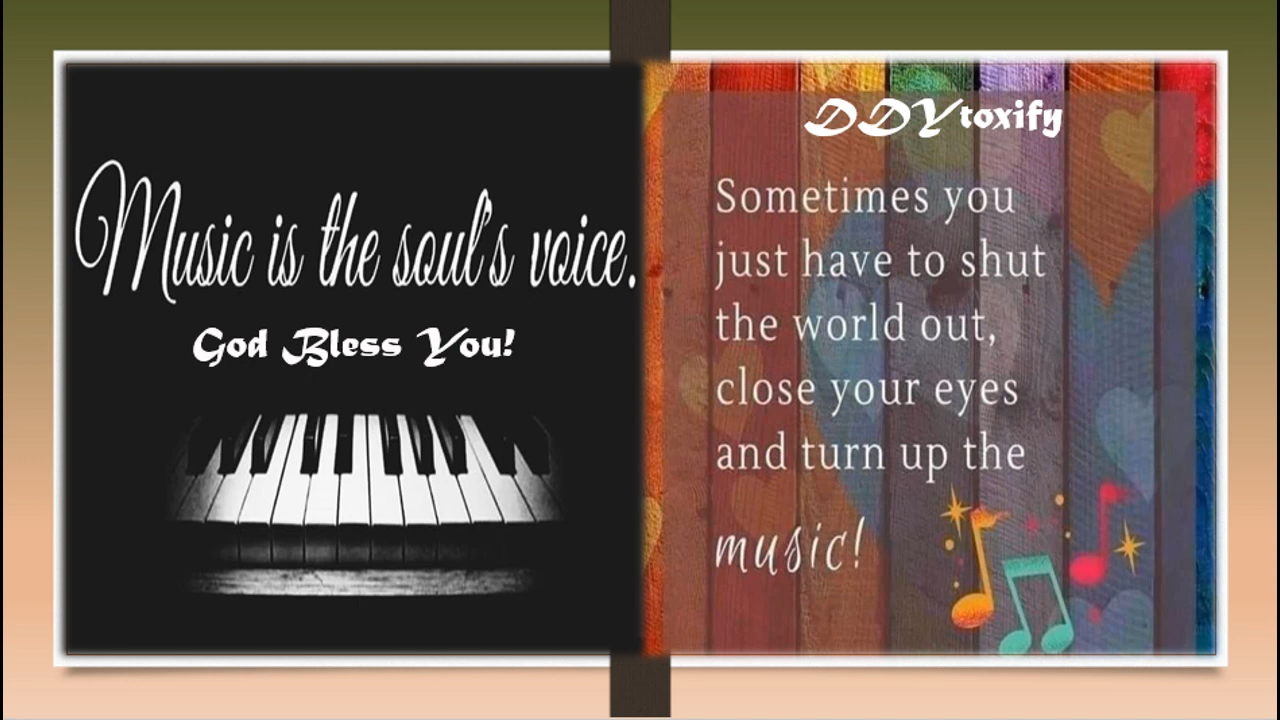 Music is the soul's voice.
God Bless You!
DDYtoxify
Sometimes you
just have to shut
the world out,
close your eyes
and turn up the
music!